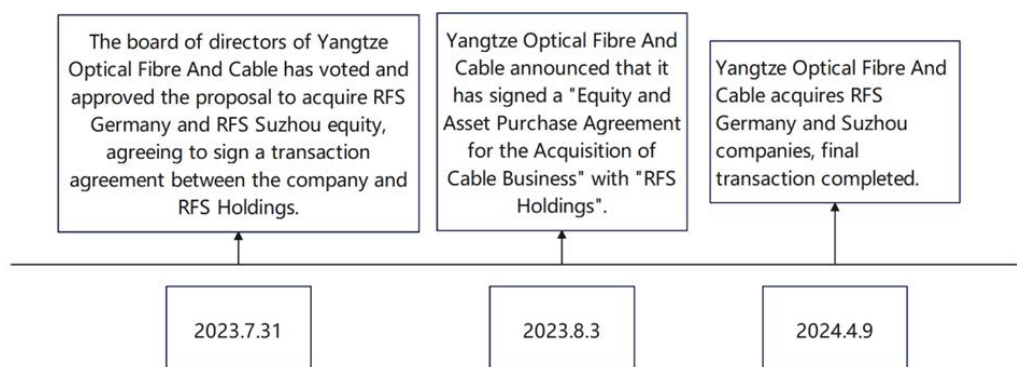 The board of directors of Yangtze
Optical Fibre And Cable has voted and
approved the proposal to acquire RFS
Germany and RFS Suzhou equity,
agreeing to sign a transaction
agreement between the company and
RFS Holdings.
Yangtze Optical Fibre And
Cable announced that it
has signed a "Equity and
Asset Purchase Agreement
for the Acquisition of
Cable Business" with "RFS
Holdings".
Yangtze Optical Fibre And
Cable acquires RFS
Germany and Suzhou
companies, final
transaction completed.
2023.7.31
2023.8.3
2024.4.9